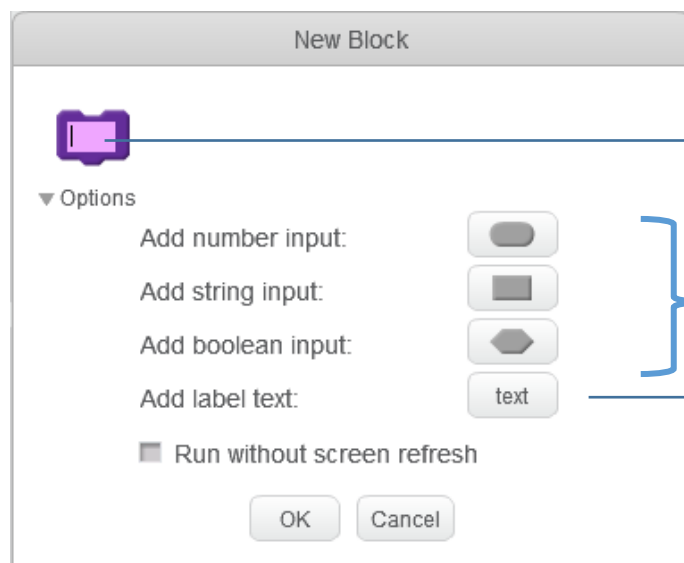 New Block
Options
Add number input:
Add string input:
Add boolean input:
Add label text: text
Run without screen refresh
OK Cancel